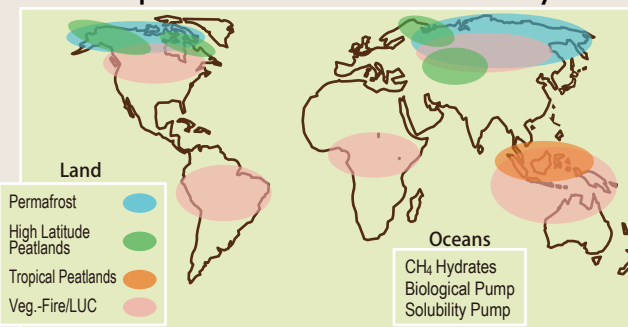 Land
Permafrost
High Latitude
Peatlands
Tropical Peatlands
Veg.-Fire/LUC
Oceans
CH₄ Hydrates
Biological Pump
Solubility Pump